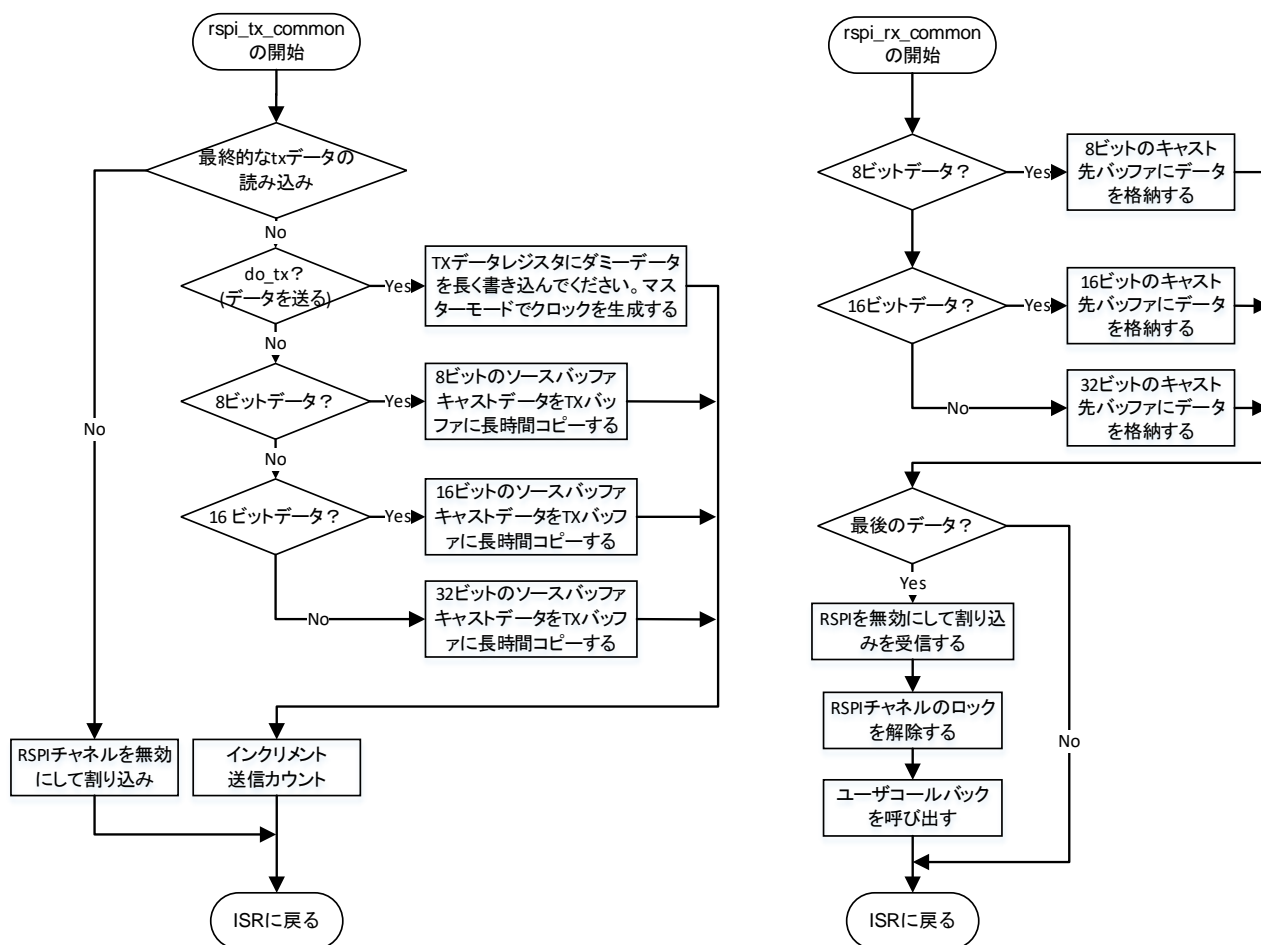 rspi_tx_common
の開始
最終的なtxデータの
読み込み
No
do_tx?
(データを送る)
Yes
TXデータレジスタにダミーデータ
を長く書き込んでください。マス
ターモードでクロックを生成する
No
8ビットデータ?
Yes
8ビットのソースバッファ
キャストデータをTXバッ
ファに長時間コピーする
No
No
16 ビットデータ?
Yes
16ビットのソースバッファ
キャストデータをTXバッフ
ァに長時間コピーする
No
32ビットのソースバッファ
キャストデータをTXバッフ
ァに長時間コピーする
RSPIチャネルを無効
にして割り込み
インクリメント
送信カウント
ISRに戻る
rspi_rx_common
の開始
8ビットデータ?
Yes
8ビットのキャスト
先バッファにデータ
を格納する
16ビットデータ?
Yes
16ビットのキャスト
先バッファにデータ
を格納する
No
32ビットのキャスト
先バッファにデータ
を格納する
最後のデータ?
Yes
RSPIを無効にして割り込
みを受信する
RSPIチャネルのロック
を解除する
No
ユーザコールバック
を呼び出す
ISRに戻る